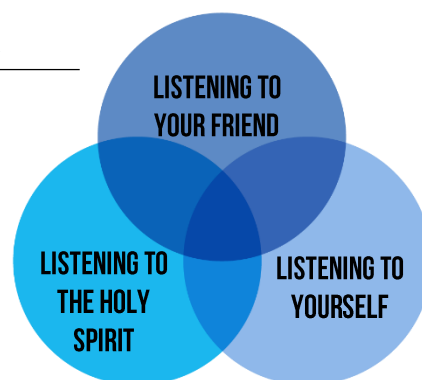 LISTENING TO
YOUR FRIEND
LISTENING TO
THE HOLY
SPIRIT
LISTENING TO
YOURSELF